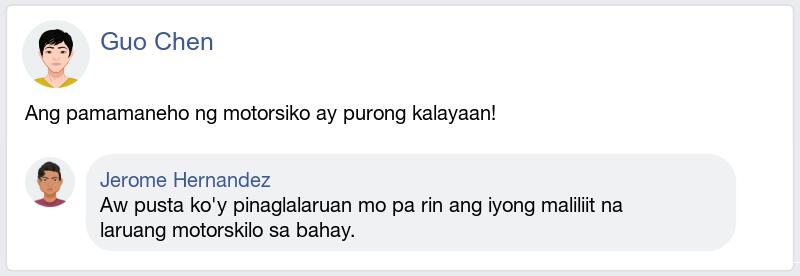 Guo Chen
Ang pamamaneho ng motorsiko ay purong kalayaan!
Jerome Hernandez
Aw pusta ko'y pinaglalaruan mo pa rin ang iyong maliliit na
laruang motorskilo sa bahay.